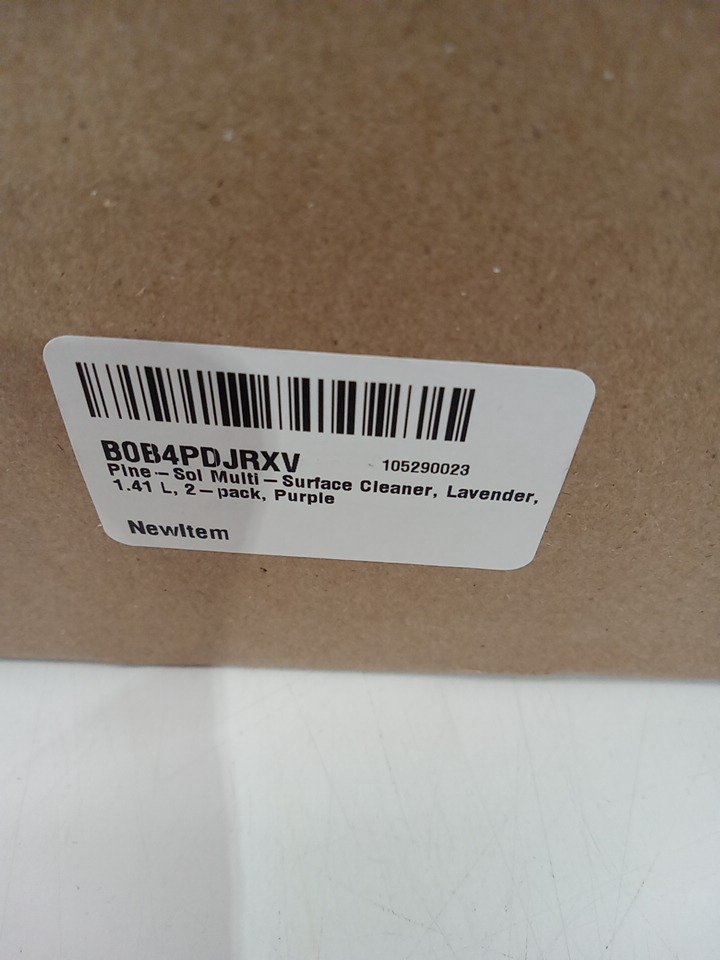 B0B4PDJRXV 105290023
Pine-Sol Multi-Surface Cleaner, Lavender,
1.41 L, 2-pack, Purple
NewItem